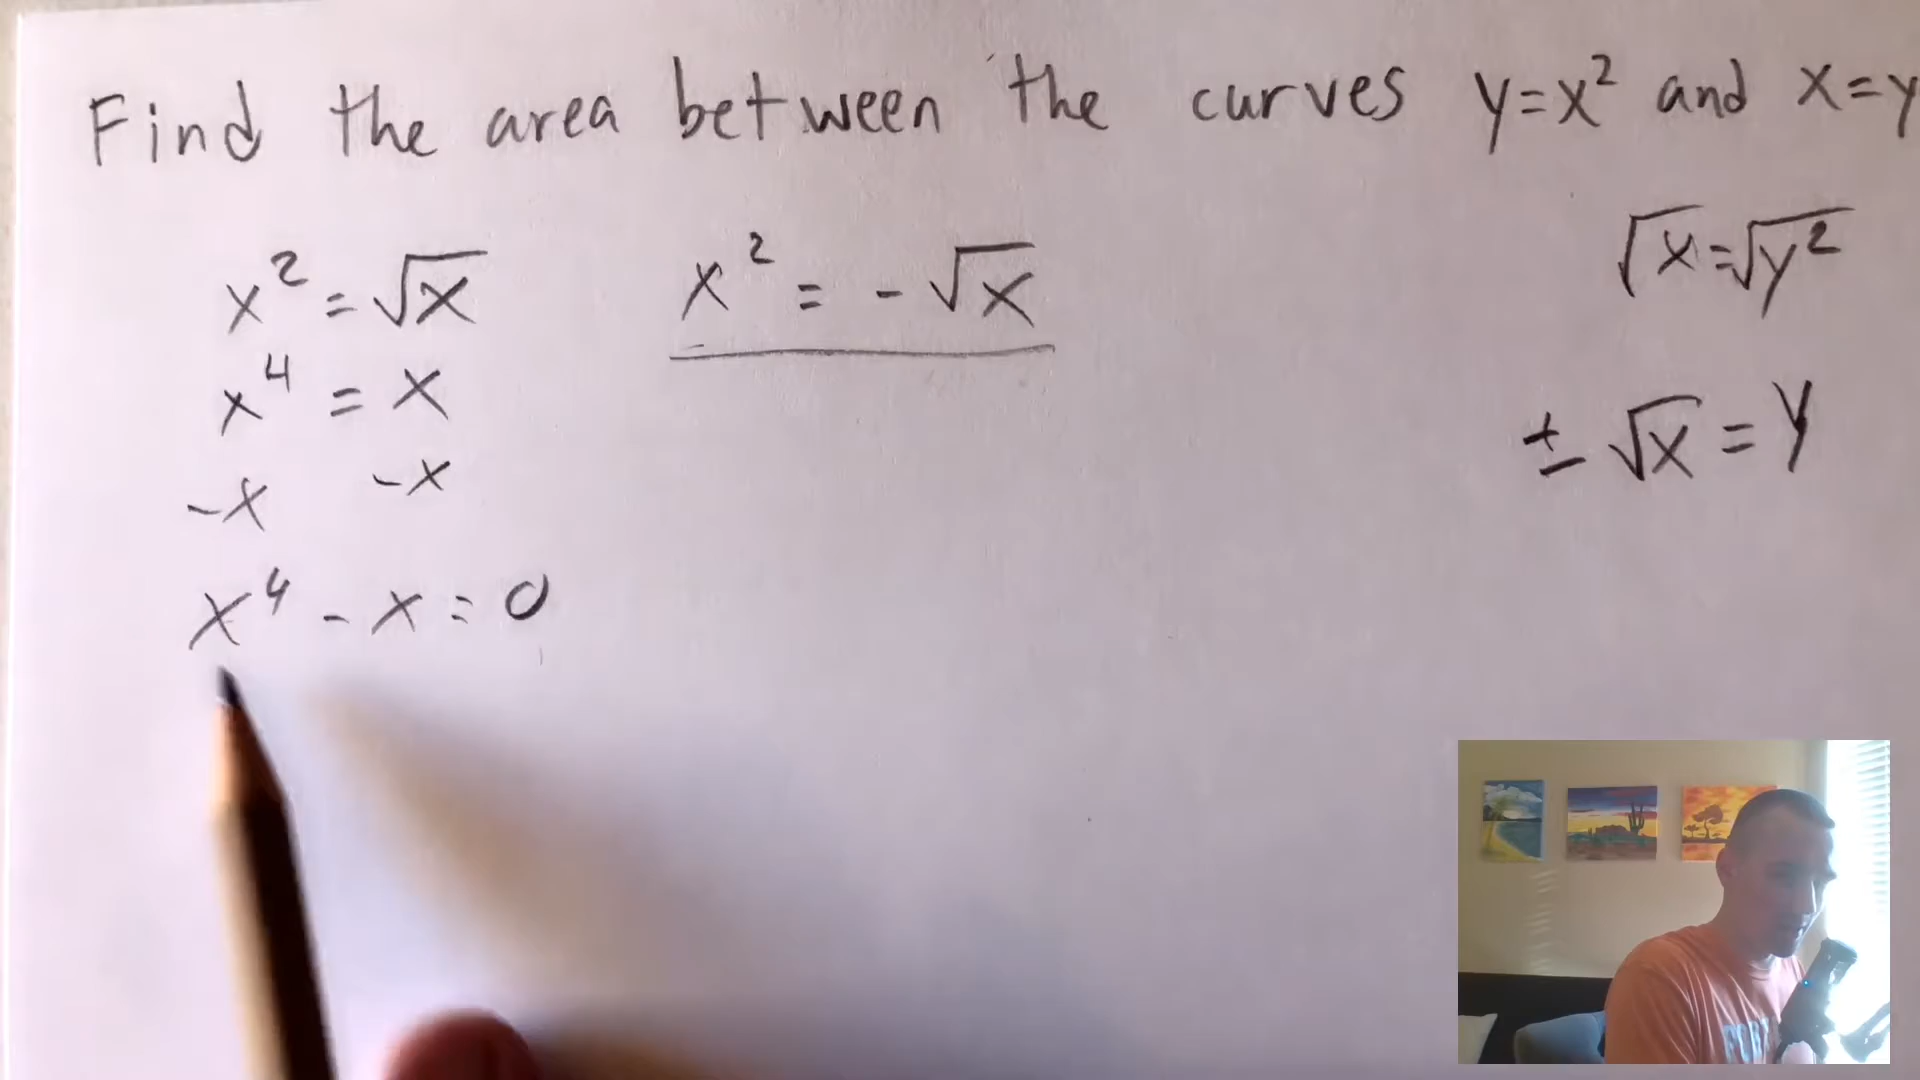 Find the area between the curves y=x² and x=y
x² = √x
x² = -√x
√x = √y²
x⁴ = x
± √x = y
-x -x
x⁴ - x = 0